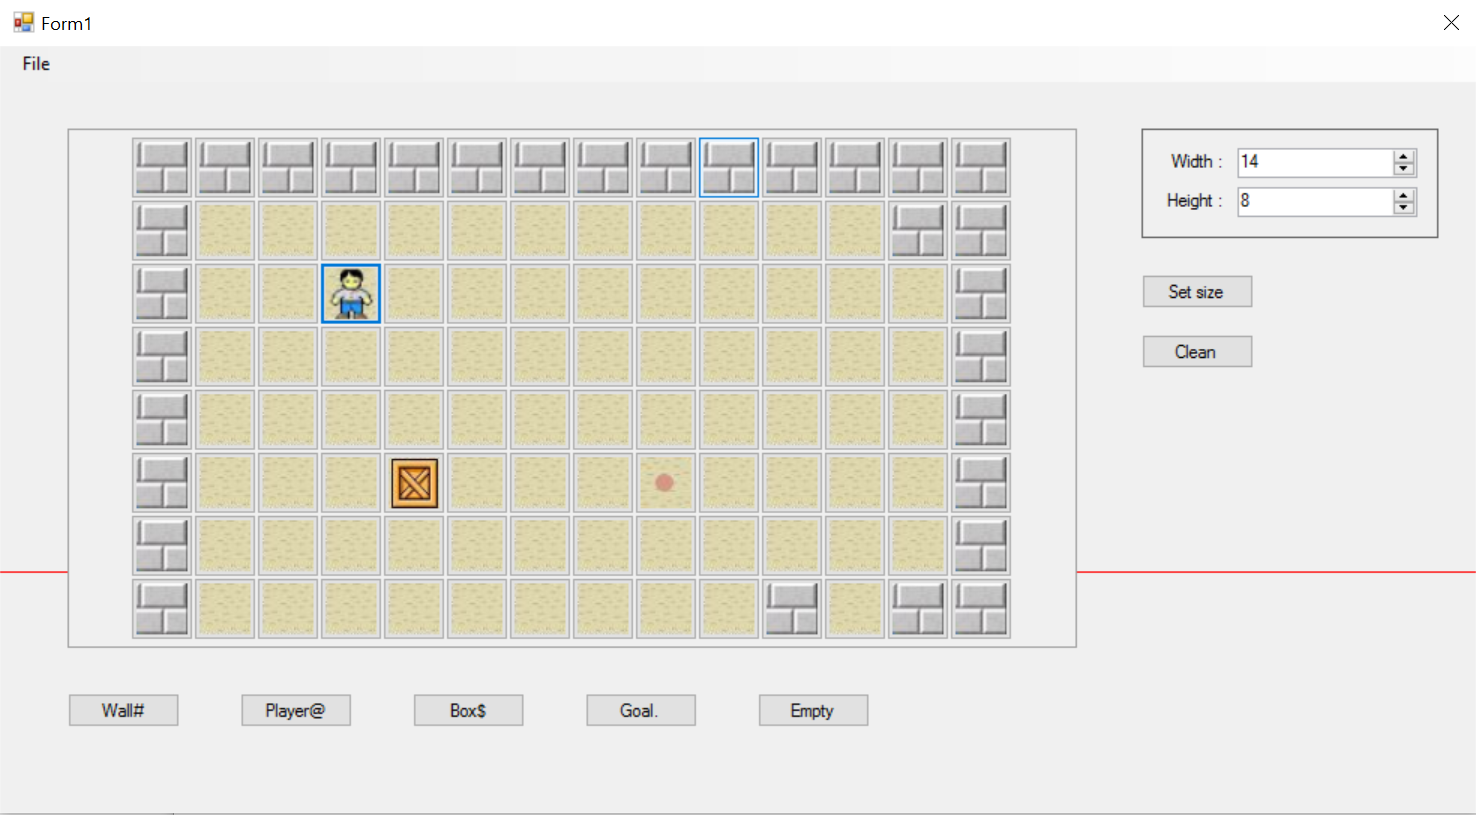 Form1
File
Width :
14
Height :
8
Set size
Clean
Wall#
Player@
Box$
Goal.
Empty